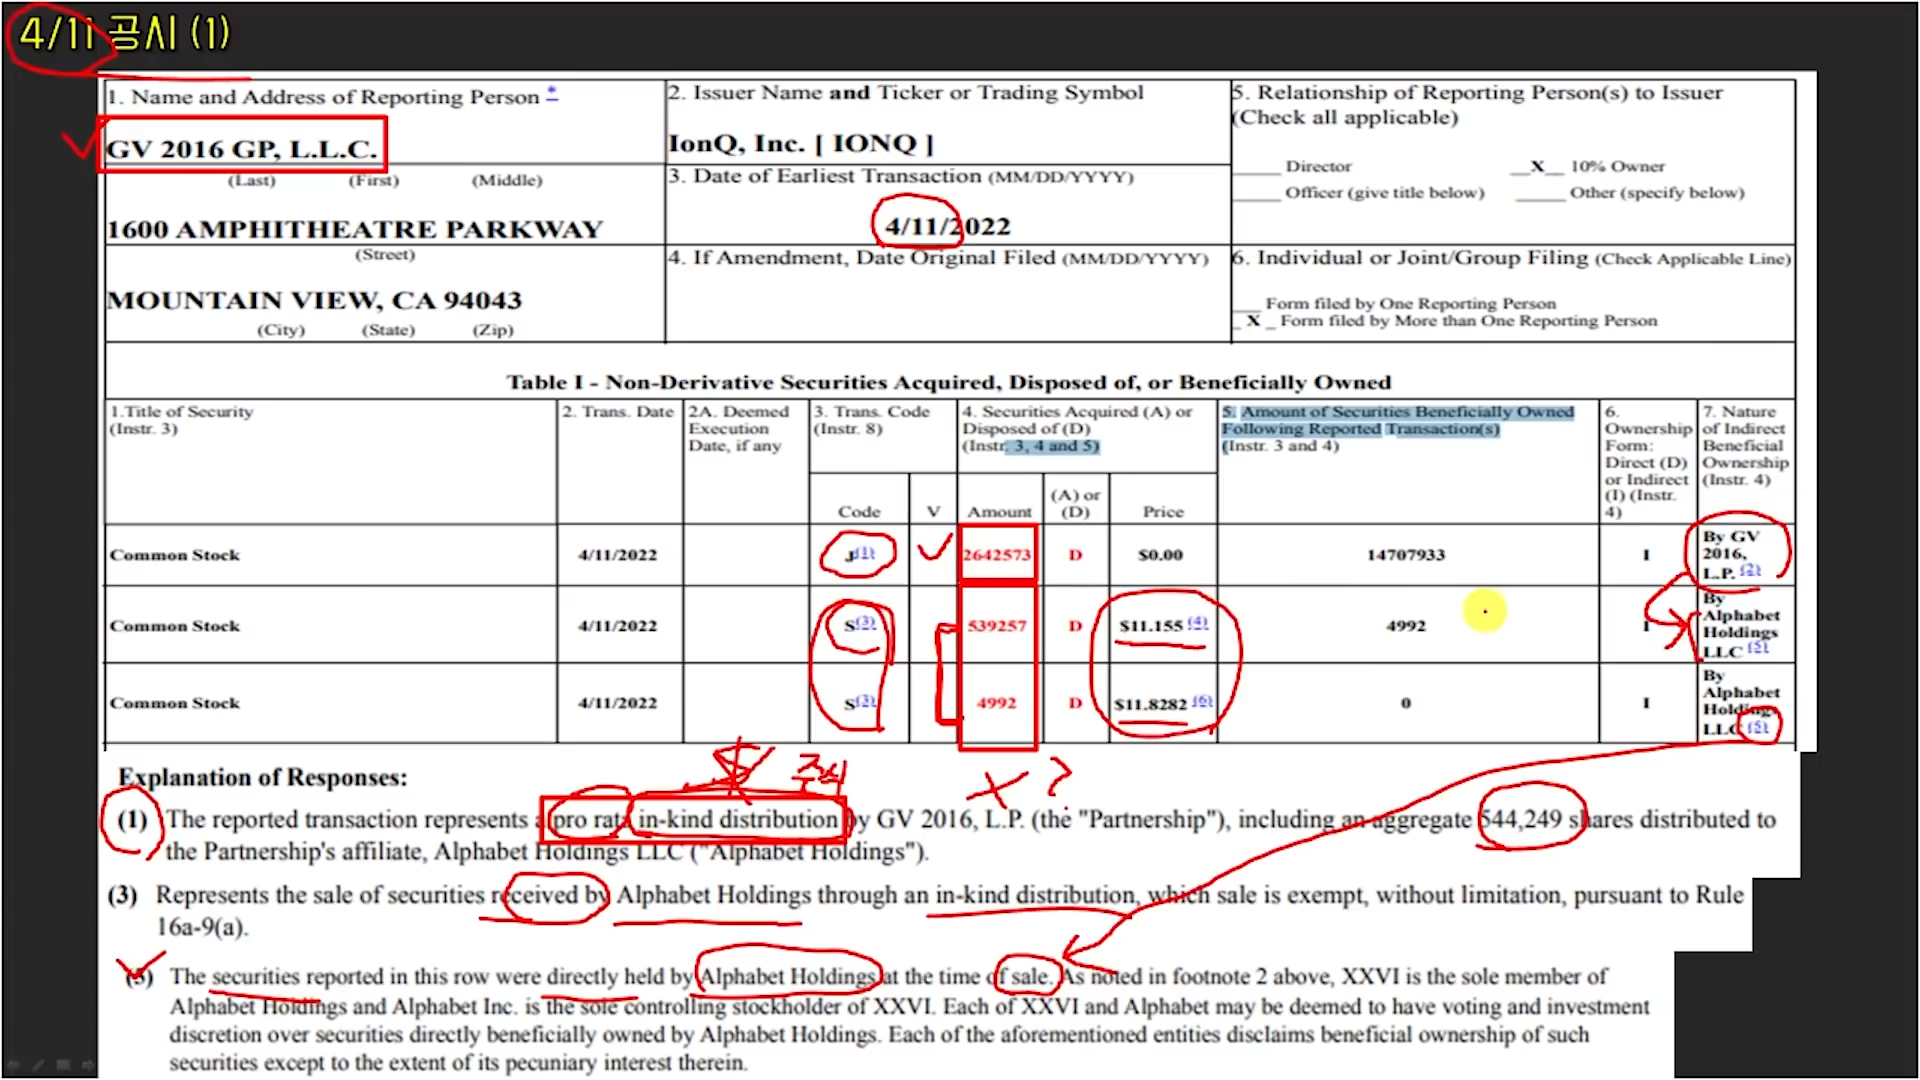 4/11 공시 (1)
1. Name and Address of Reporting Person *
GV 2016 GP, L.L.C.
(Last) (First) (Middle)
1600 AMPHITHEATRE PARKWAY
(Street)
MOUNTAIN VIEW, CA 94043
(City) (State) (Zip)
2. Issuer Name and Ticker or Trading Symbol
IonQ, Inc. [ IONQ ]
3. Date of Earliest Transaction (MM/DD/YYYY)
4/11/2022
4. If Amendment, Date Original Filed (MM/DD/YYYY)
5. Relationship of Reporting Person(s) to Issuer
(Check all applicable)
_____ Director __X__ 10% Owner
_____ Officer (give title below) _____ Other (specify below)
6. Individual or Joint/Group Filing (Check Applicable Line)
___ Form filed by One Reporting Person
_ X _ Form filed by More than One Reporting Person
Table I - Non-Derivative Securities Acquired, Disposed of, or Beneficially Owned
1.Title of Security
(Instr. 3)
2. Trans. Date
2A. Deemed
Execution
Date, if any
3. Trans. Code
(Instr. 8)
4. Securities Acquired (A) or
Disposed of (D)
(Instr. 3, 4 and 5)
5. Amount of Securities Beneficially Owned
Following Reported Transaction(s)
(Instr. 3 and 4)
6.
Ownership
Form:
Direct (D)
or Indirect
(I) (Instr.
4)
7. Nature
of Indirect
Beneficial
Ownership
(Instr. 4)
Code V Amount (A) or (D) Price
Common Stock 4/11/2022 J(1) 2642573 D $0.00 14707933 I By GV 2016, L.P. (2)
Common Stock 4/11/2022 S(3) 539257 D $11.155 (4) 4992 I By Alphabet Holdings LLC (5)
Common Stock 4/11/2022 S(3) 4992 D $11.8282 (6) 0 I By Alphabet Holdings LLC (5)
$ 주식
X ?
Explanation of Responses:
(1) The reported transaction represents a pro rata in-kind distribution by GV 2016, L.P. (the "Partnership"), including an aggregate 544,249 shares distributed to
the Partnership's affiliate, Alphabet Holdings LLC ("Alphabet Holdings").
(3) Represents the sale of securities received by Alphabet Holdings through an in-kind distribution, which sale is exempt, without limitation, pursuant to Rule
16a-9(a).
(5) The securities reported in this row were directly held by Alphabet Holdings at the time of sale. As noted in footnote 2 above, XXVI is the sole member of
Alphabet Holdings and Alphabet Inc. is the sole controlling stockholder of XXVI. Each of XXVI and Alphabet may be deemed to have voting and investment
discretion over securities directly beneficially owned by Alphabet Holdings. Each of the aforementioned entities disclaims beneficial ownership of such
securities except to the extent of its pecuniary interest therein.